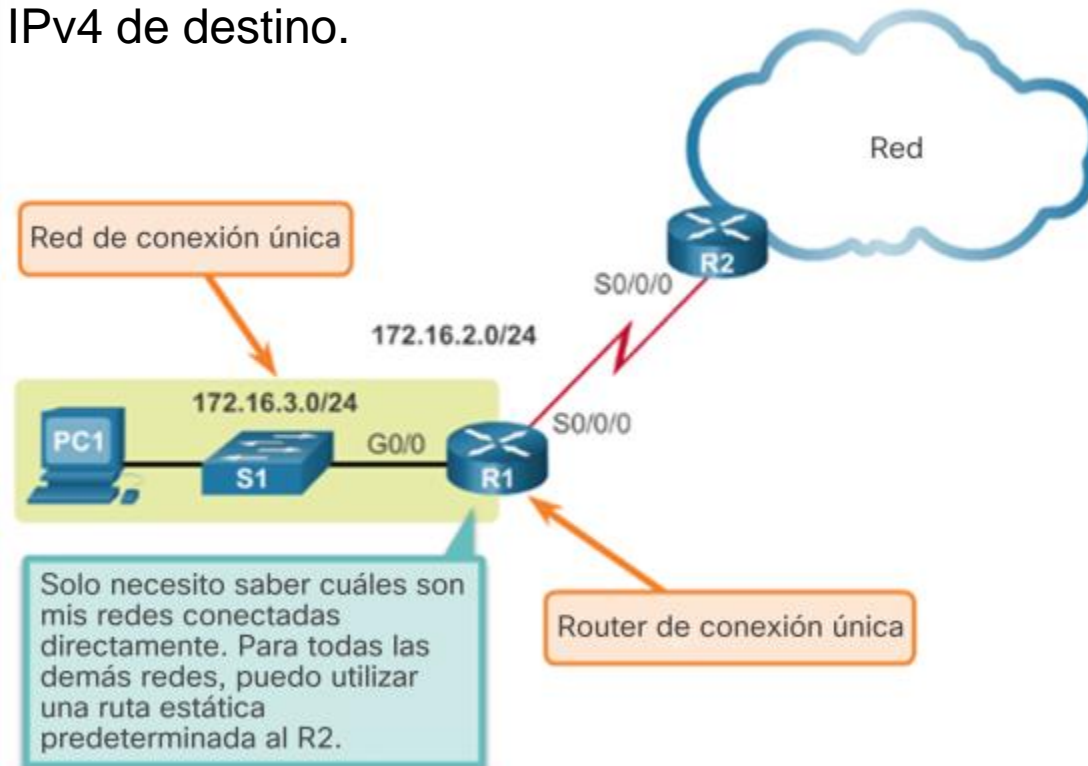 IPv4 de destino.
Red
Red de conexión única
R2
S0/0/0
172.16.2.0/24
172.16.3.0/24
S0/0/0
PC1
G0/0
S1
R1
Solo necesito saber cuáles son
mis redes conectadas
directamente. Para todas las
demás redes, puedo utilizar
una ruta estática
predeterminada al R2.
Router de conexión única